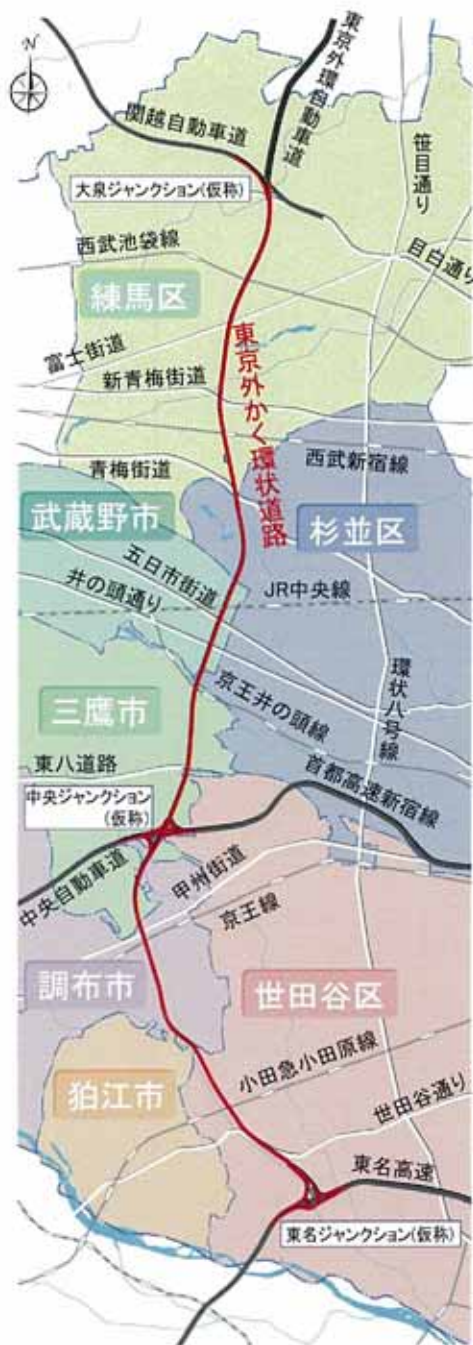 N
東京外環自動車道
関越自動車道
笹目通り
大泉ジャンクション(仮称)
西武池袋線
目白通り
練馬区
富士街道
東京外かく環状道路
新青梅街道
西武新宿線
青梅街道
武蔵野市
杉並区
五日市街道
井の頭通り
JR中央線
三鷹市
京王井の頭線
環状八号線
東八道路
首都高速新宿線
中央ジャンクション
(仮称)
中央自動車道
甲州街道
京王線
調布市
世田谷区
小田急小田原線
狛江市
世田谷通り
東名高速
東名ジャンクション(仮称)